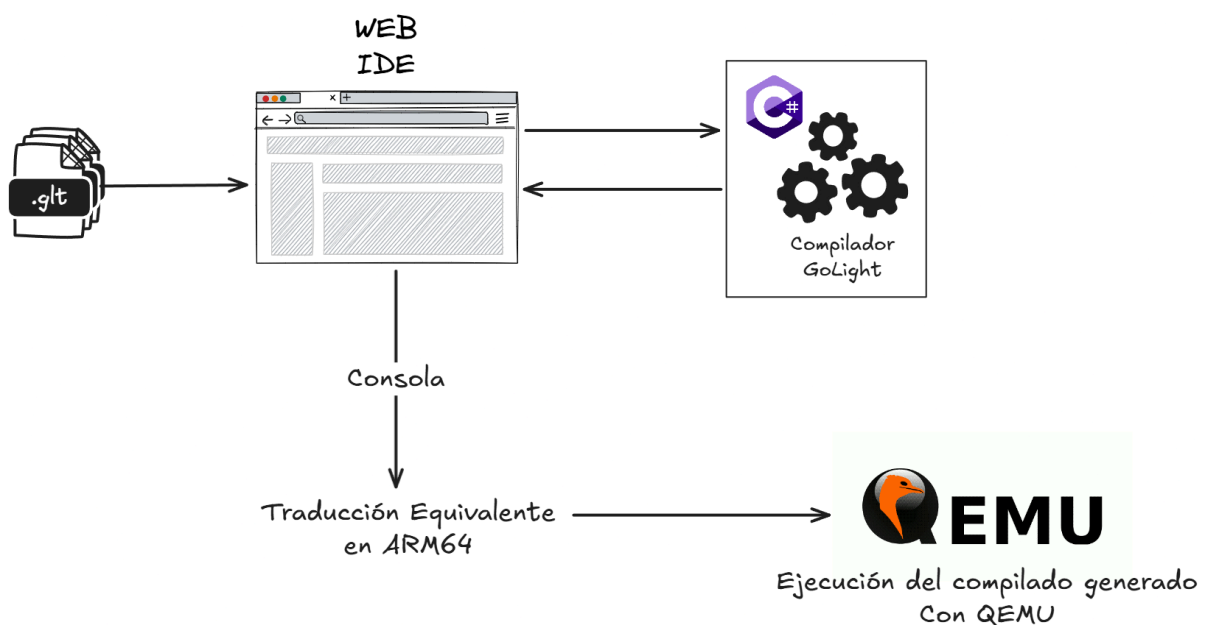 WEB
IDE
.glt
C#
Compilador
GoLight
Consola
Traducción Equivalente
en ARM64
QEMU
Ejecución del compilado generado
Con QEMU